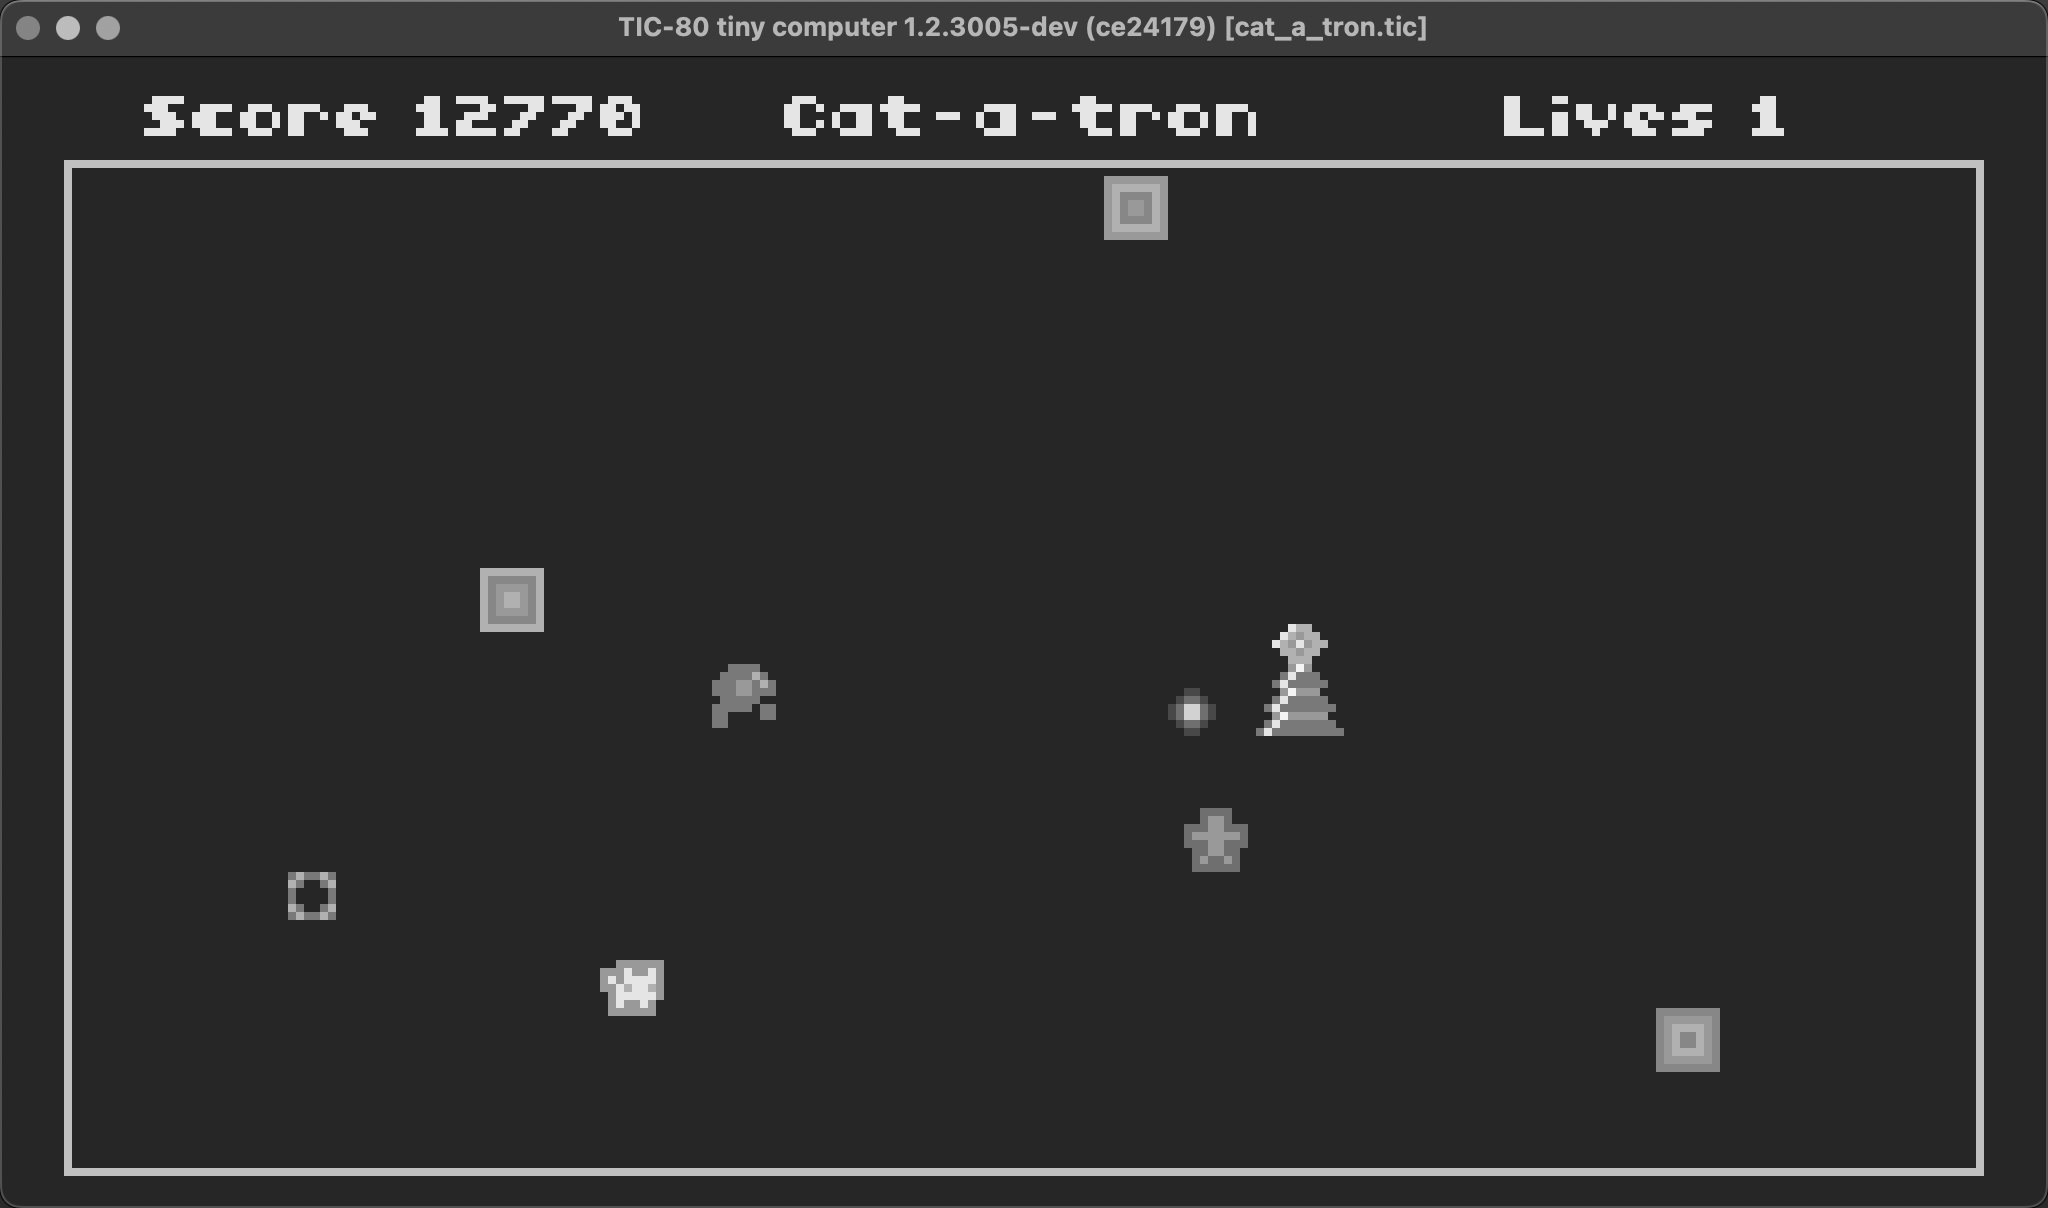 TIC-80 tiny computer 1.2.3005-dev (ce24179) [cat_a_tron.tic]
Score 12770 Cat-a-tron Lives 1